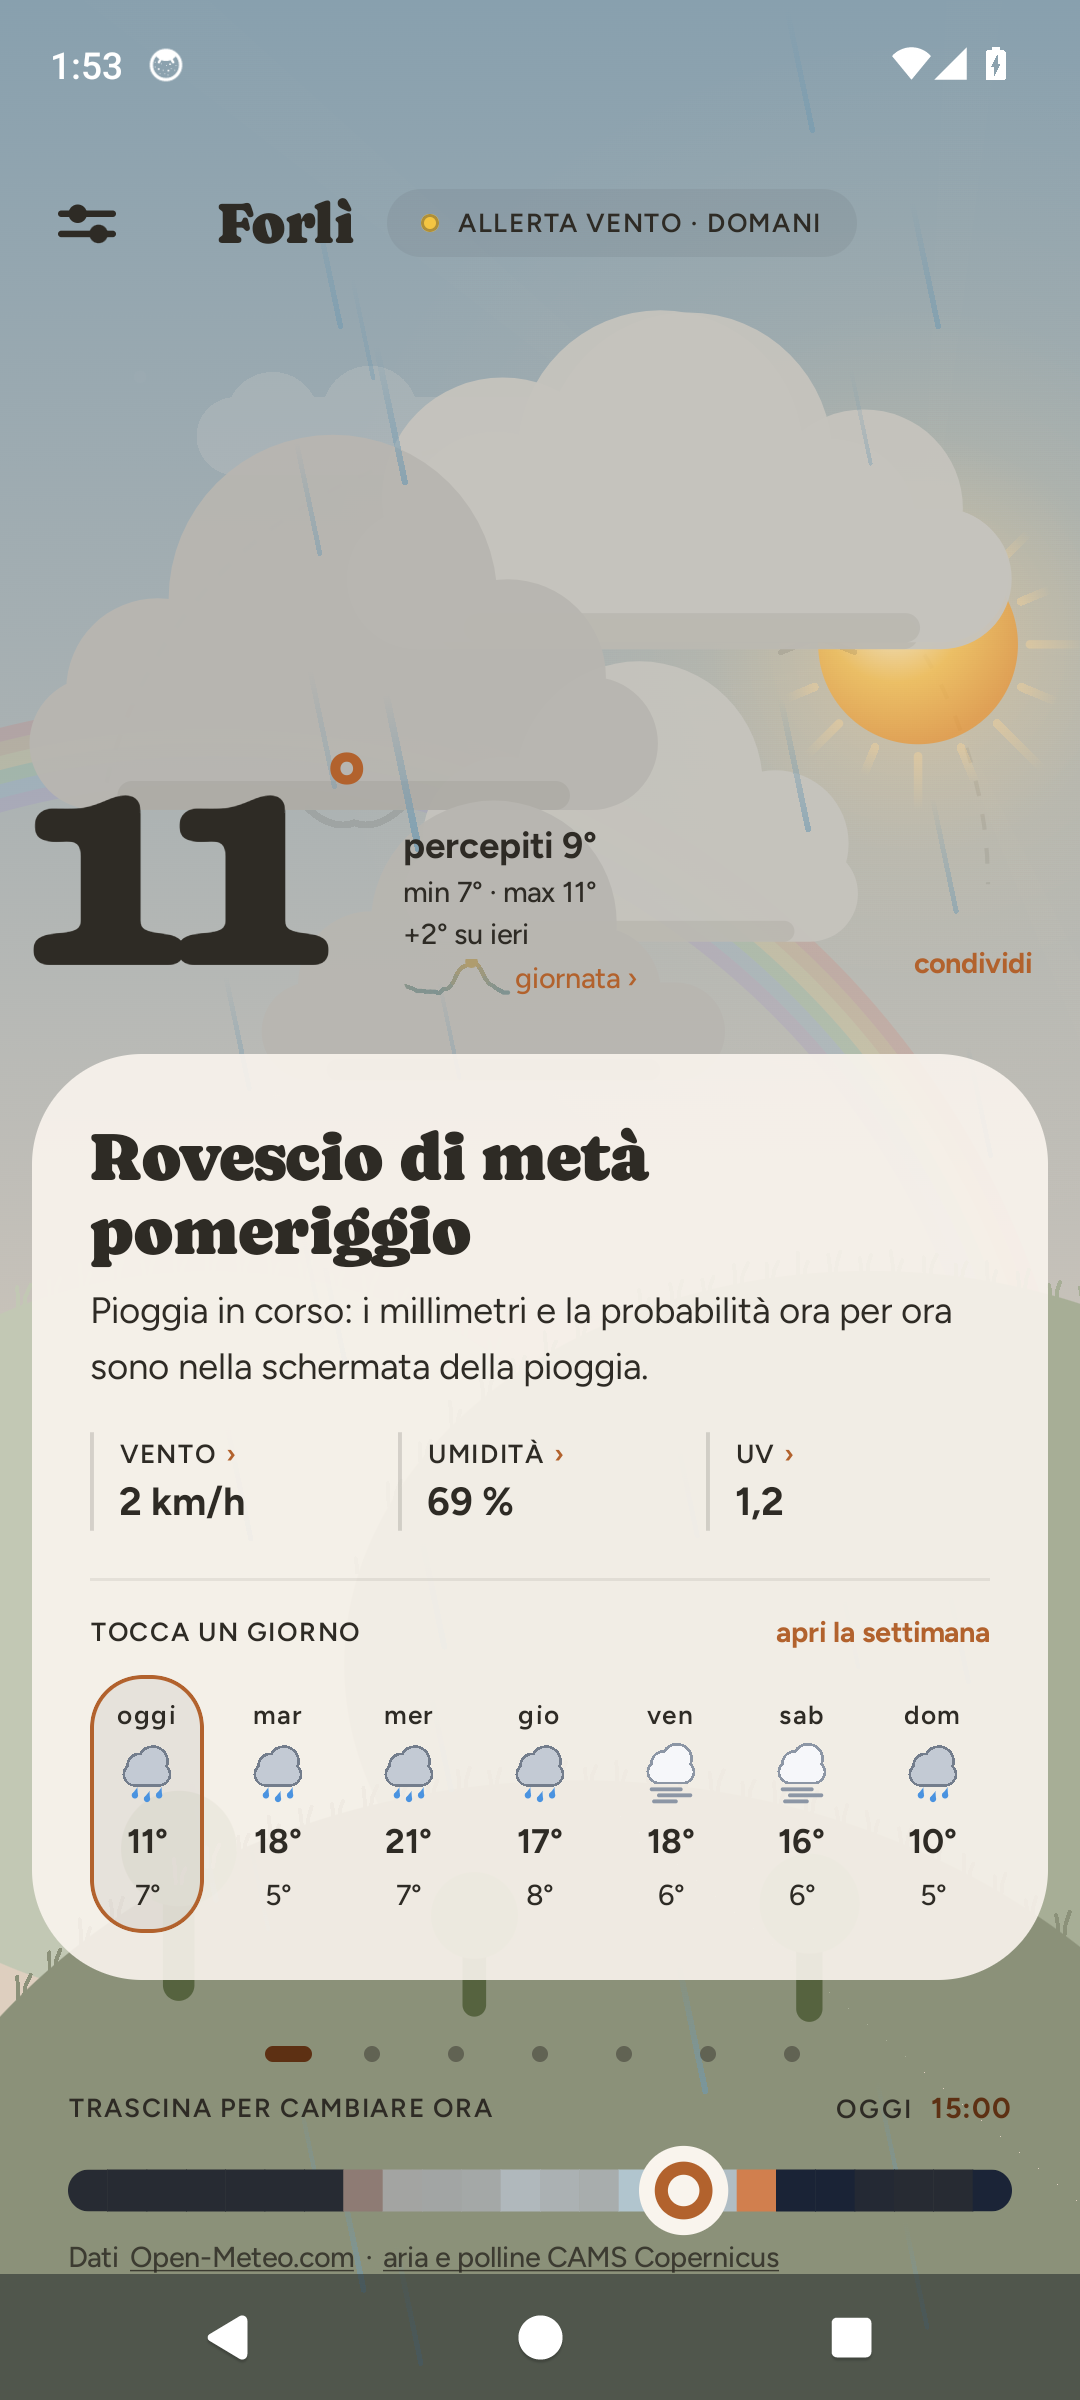 1:53
Forlì
ALLERTA VENTO · DOMANI
11
percepiti 9°
min 7° · max 11°
+2° su ieri
giornata ›
condividi
Rovescio di metà
pomeriggio
Pioggia in corso: i millimetri e la probabilità ora per ora
sono nella schermata della pioggia.
VENTO › UMIDITÀ › UV ›
2 km/h 69 % 1,2
TOCCA UN GIORNO apri la settimana
oggi mar mer gio ven sab dom
11° 18° 21° 17° 18° 16° 10°
7° 5° 7° 8° 6° 6° 5°
TRASCINA PER CAMBIARE ORA OGGI 15:00
Dati Open-Meteo.com · aria e polline CAMS Copernicus